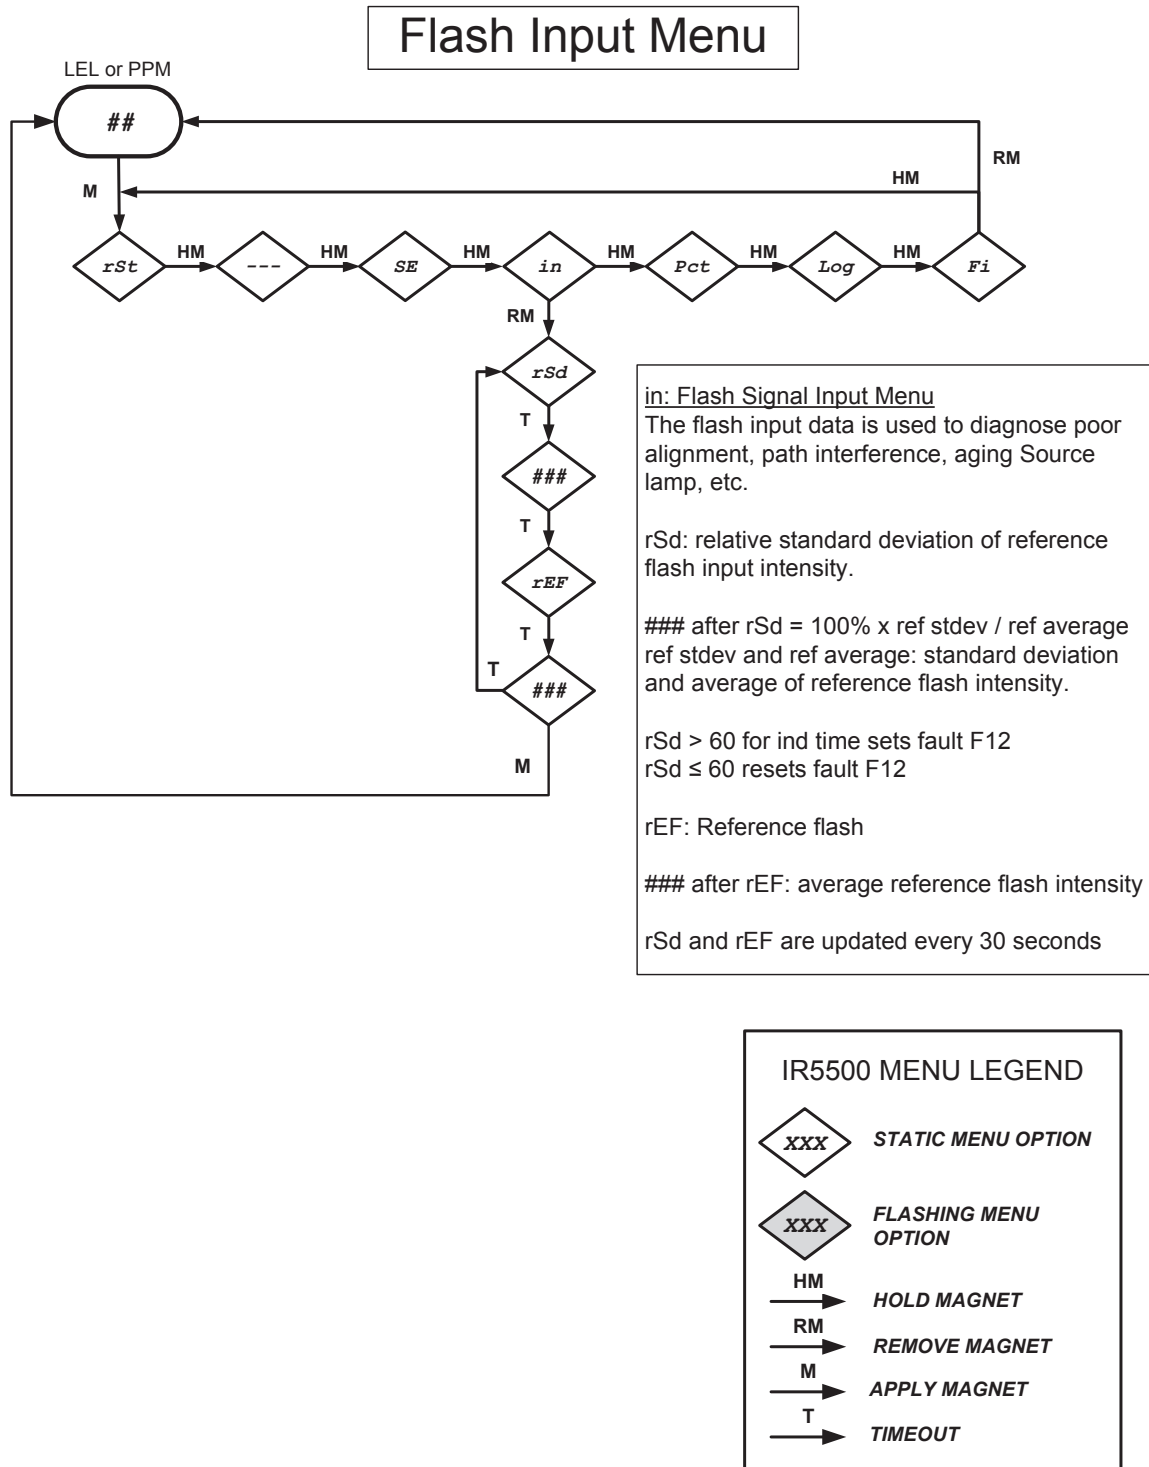 Flash Input Menu
LEL or PPM
##
RM
HM
M
rSt
HM
---
HM
SE
HM
in
HM
Pct
HM
Log
HM
Fi
RM
rSd
T
###
T
rEF
T
T
###
M
in: Flash Signal Input Menu
The flash input data is used to diagnose poor
alignment, path interference, aging Source
lamp, etc.
rSd: relative standard deviation of reference
flash input intensity.
### after rSd = 100% x ref stdev / ref average
ref stdev and ref average: standard deviation
and average of reference flash intensity.
rSd > 60 for ind time sets fault F12
rSd ≤ 60 resets fault F12
rEF: Reference flash
### after rEF: average reference flash intensity
rSd and rEF are updated every 30 seconds
IR5500 MENU LEGEND
XXX
STATIC MENU OPTION
XXX
FLASHING MENU
OPTION
HM
HOLD MAGNET
RM
REMOVE MAGNET
M
APPLY MAGNET
T
TIMEOUT